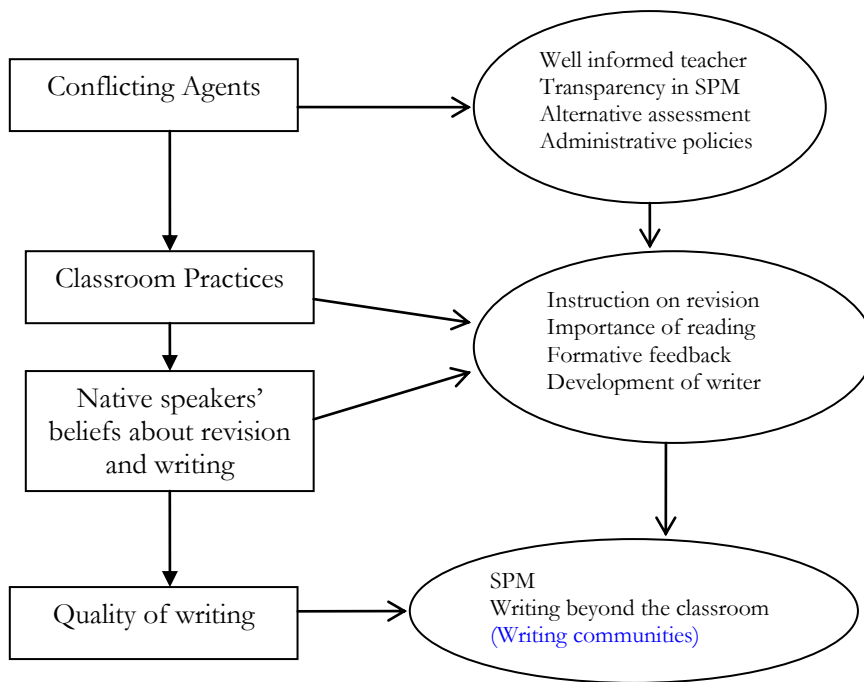 Conflicting Agents
Well informed teacher
Transparency in SPM
Alternative assessment
Administrative policies
Classroom Practices
Instruction on revision
Importance of reading
Formative feedback
Development of writer
Native speakers’
beliefs about revision
and writing
Quality of writing
SPM
Writing beyond the classroom
(Writing communities)